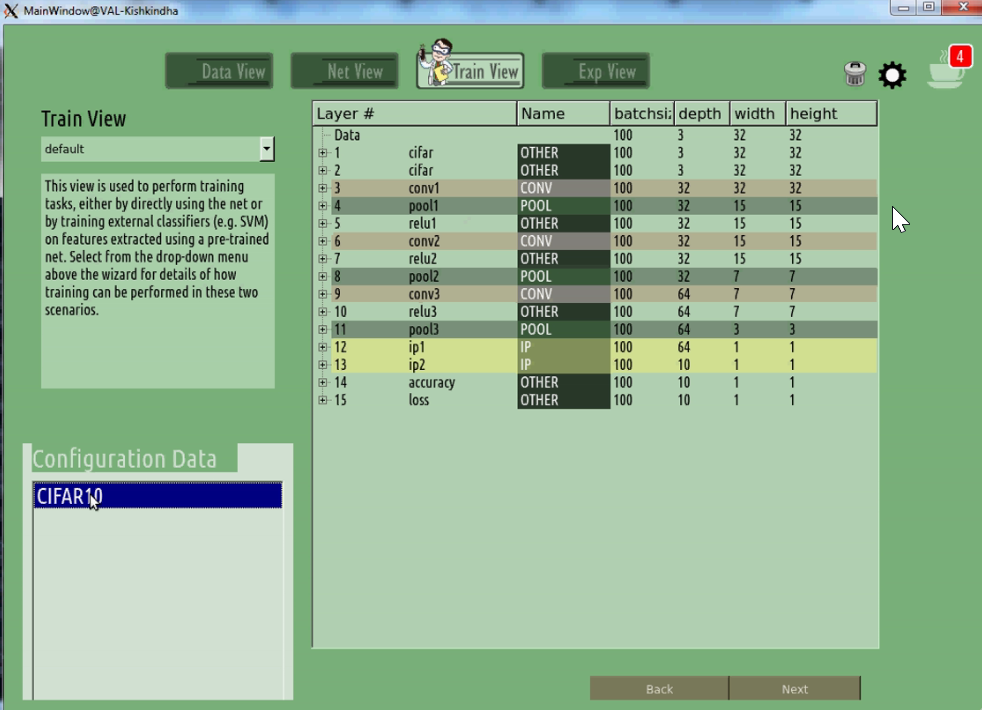 MainWindow@VAL-Kishkindha
Data View
Net View
Train View
Exp View
4
Train View
default
This view is used to perform training
tasks, either by directly using the net or
by training external classifiers (e.g. SVM)
on features extracted using a pre-trained
net. Select from the drop-down menu
above the wizard for details of how
training can be performed in these two
scenarios.
Configuration Data
CIFAR10
Layer # Name batchsi: depth width height
Data 100 3 32 32
1 cifar OTHER 100 3 32 32
2 cifar OTHER 100 3 32 32
3 conv1 CONV 100 32 32 32
4 pool1 POOL 100 32 15 15
5 relu1 OTHER 100 32 15 15
6 conv2 CONV 100 32 15 15
7 relu2 OTHER 100 32 15 15
8 pool2 POOL 100 32 7 7
9 conv3 CONV 100 64 7 7
10 relu3 OTHER 100 64 7 7
11 pool3 POOL 100 64 3 3
12 ip1 IP 100 64 1 1
13 ip2 IP 100 10 1 1
14 accuracy OTHER 100 10 1 1
15 loss OTHER 100 10 1 1
Back
Next